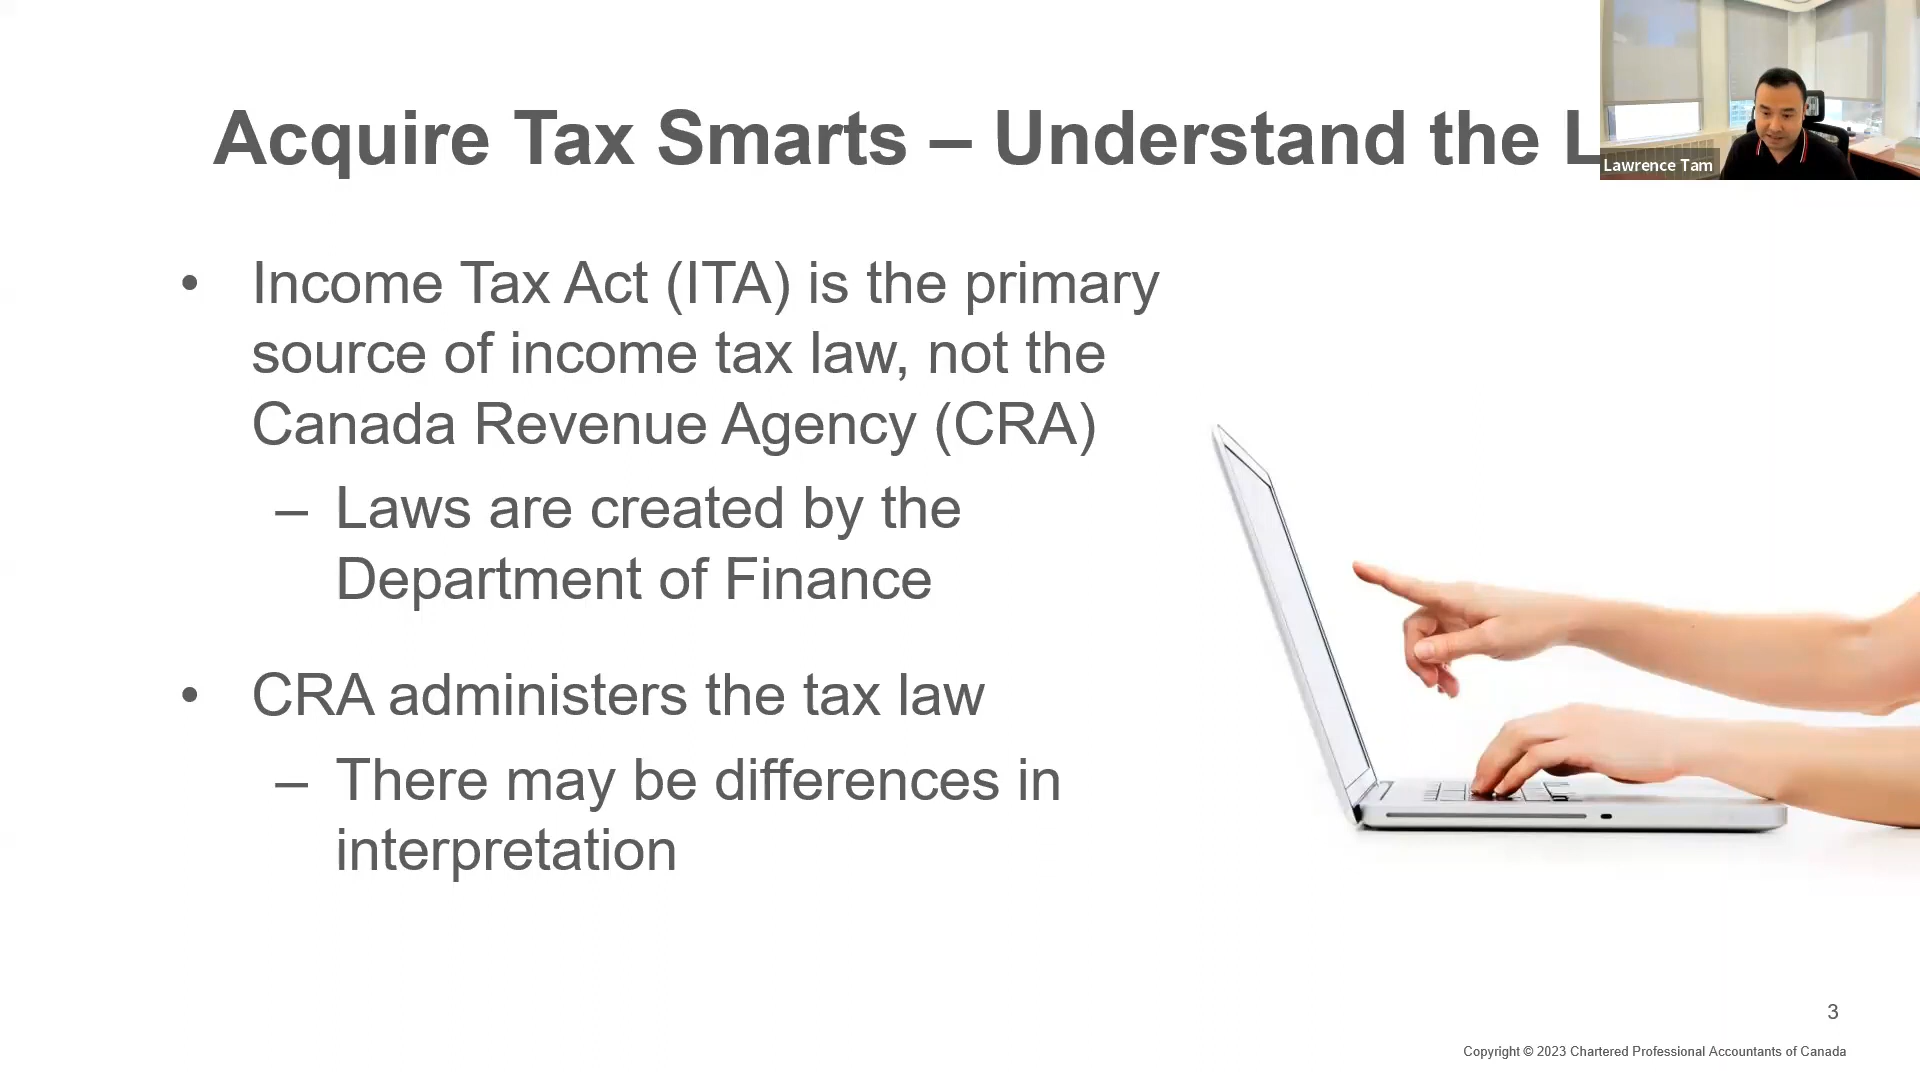 Acquire Tax Smarts – Understand the L
Lawrence Tam
• Income Tax Act (ITA) is the primary
source of income tax law, not the
Canada Revenue Agency (CRA)
– Laws are created by the
Department of Finance
• CRA administers the tax law
– There may be differences in
interpretation
3
Copyright © 2023 Chartered Professional Accountants of Canada